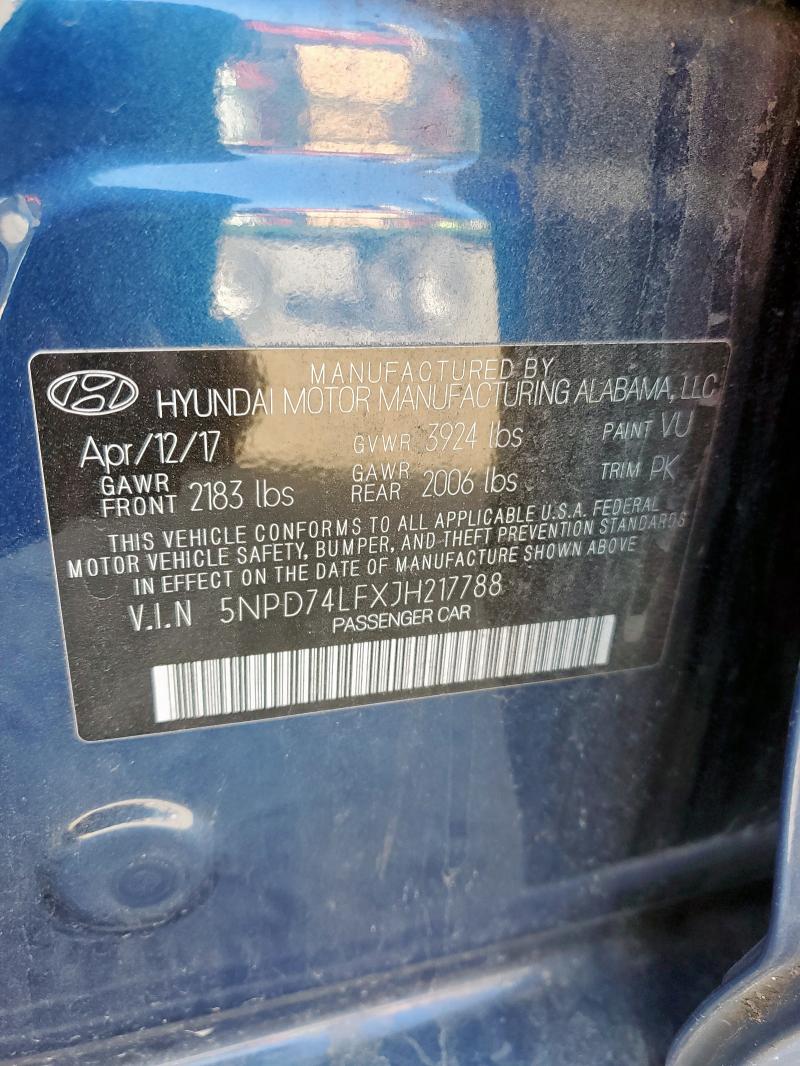 MANUFACTURED BY
HYUNDAI MOTOR MANUFACTURING ALABAMA, LLC
Apr/12/17 GVWR 3924 lbs PAINT VU
GAWR FRONT 2183 lbs GAWR REAR 2006 lbs TRIM PK
THIS VEHICLE CONFORMS TO ALL APPLICABLE U.S.A. FEDERAL
MOTOR VEHICLE SAFETY, BUMPER, AND THEFT PREVENTION STANDARDS
IN EFFECT ON THE DATE OF MANUFACTURE SHOWN ABOVE
V.I.N 5NPD74LFXJH217788
PASSENGER CAR